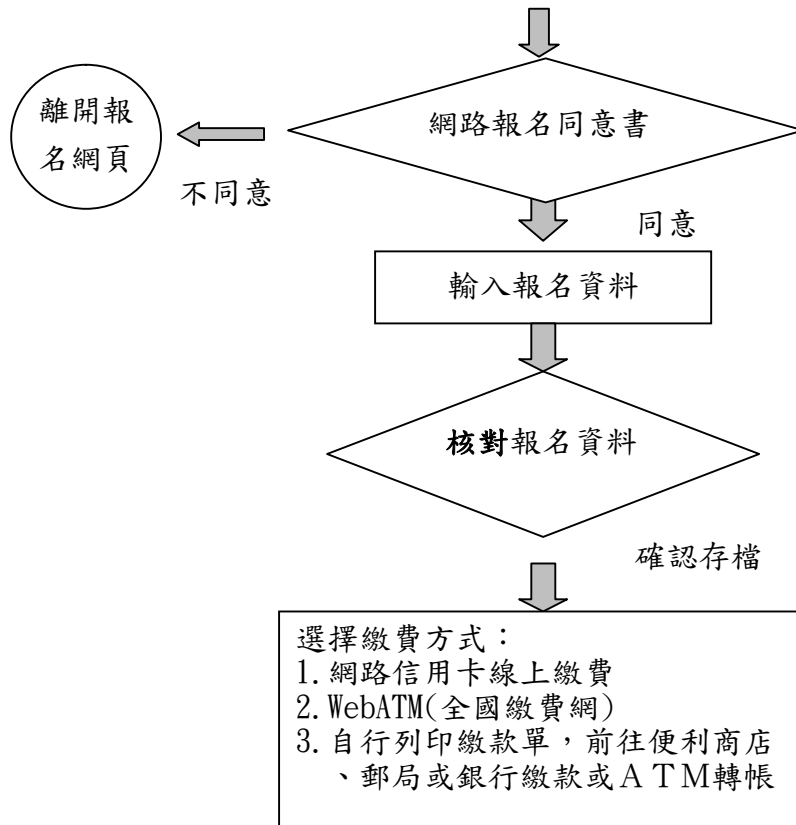 網路報名同意書
離開報
名網頁
不同意
同意
輸入報名資料
核對報名資料
確認存檔
選擇繳費方式：
1.網路信用卡線上繳費
2.WebATM(全國繳費網)
3.自行列印繳款單，前往便利商店
、郵局或銀行繳款或ＡＴＭ轉帳